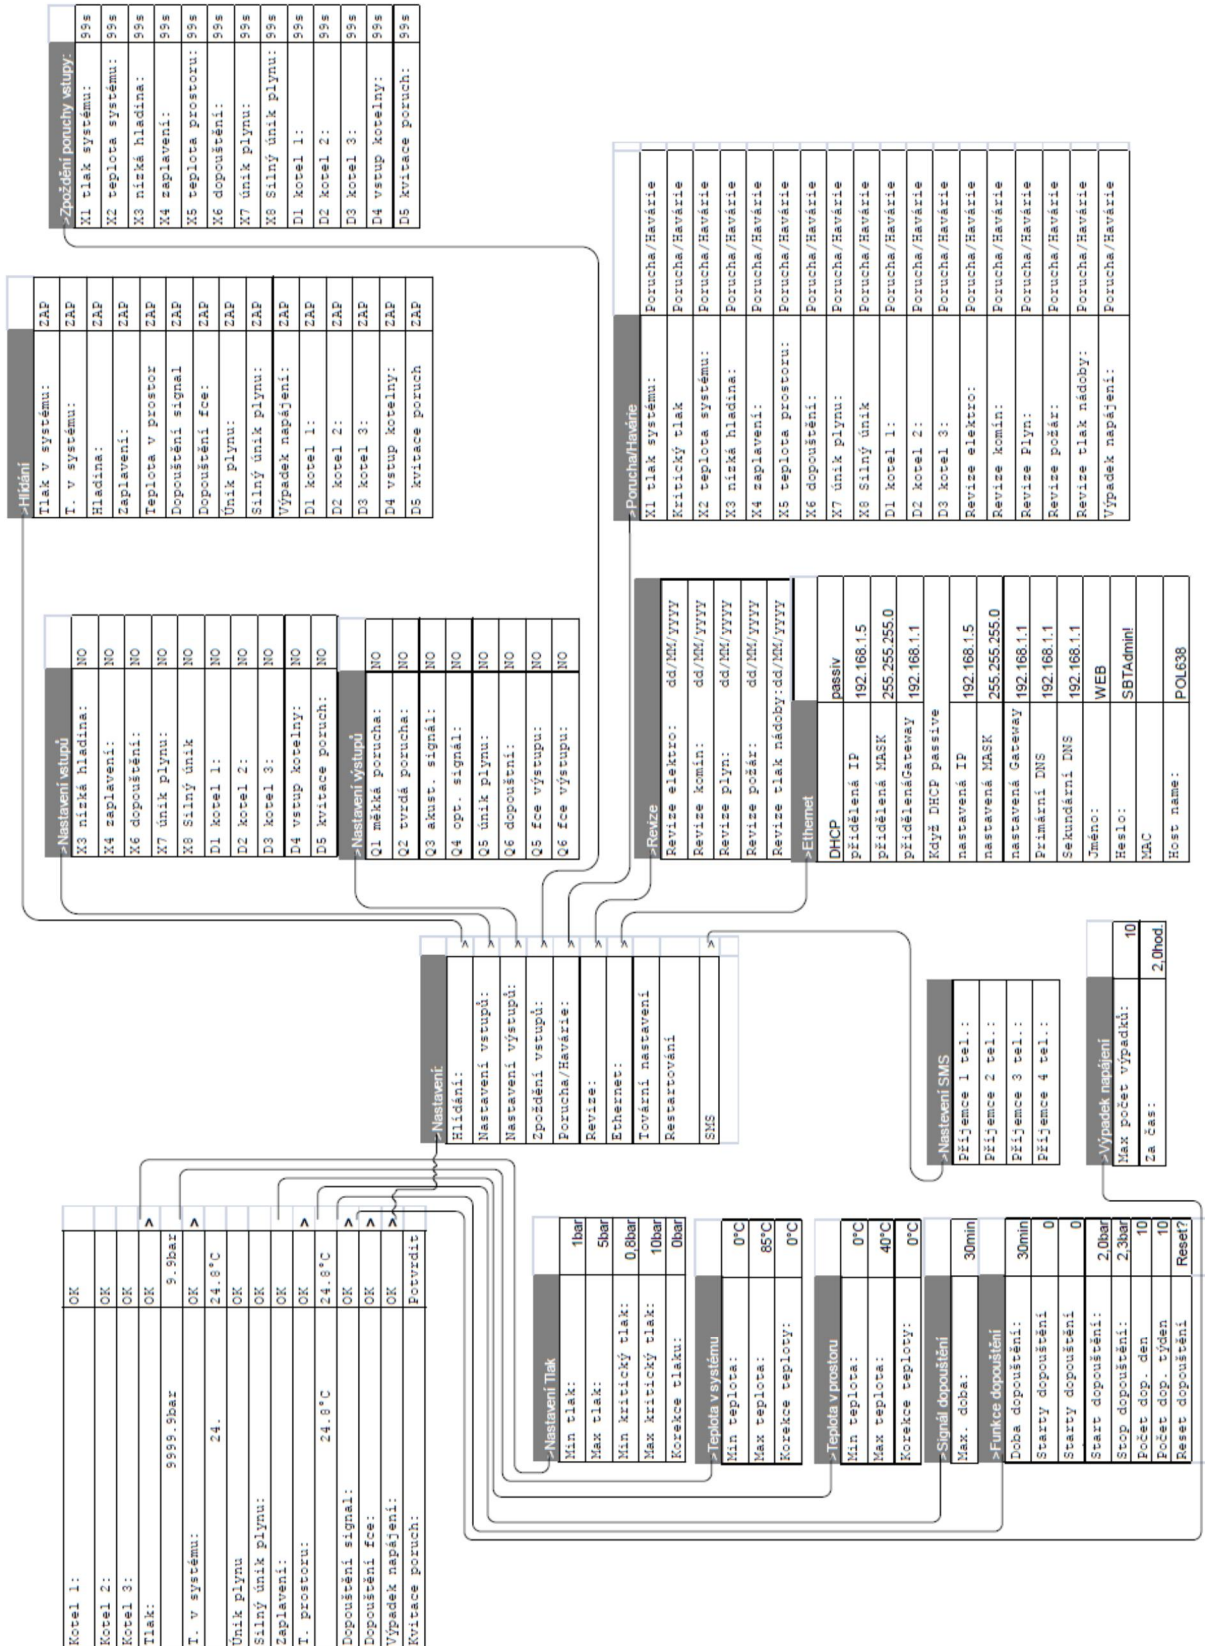 Kotel 1: OK
Kotel 2: OK
Kotel 3: OK
Tlak: OK >
9999.9bar 9.9bar
T. v systému: OK >
24. 24.8°C
Únik plynu OK
Silný únik plynu: OK
Zaplavení: OK
T. prostoru: OK >
24.8°C 24.8°C
Dopouštění signal: OK >
Dopouštění fce: OK >
Výpadek napájení: OK >
Kvitace poruch: Potvrdit
>Nastavení Tlak
Min tlak: 1bar
Max tlak: 5bar
Min kritický tlak: 0,8bar
Max kritický tlak: 10bar
Korekce tlaku: 0bar
>Teplota v systému
Min teplota: 0°C
Max teplota: 85°C
Korekce teploty: 0°C
>Teplota v prostoru
Min teplota: 0°C
Max teplota: 40°C
Korekce teploty: 0°C
>Signál dopouštění
Max. doba: 30min
>Funkce dopouštění
Doba dopouštění: 30min
Starty dopouštění 0
Starty dopouštění 0
Start dopouštění: 2,0bar
Stop dopouštění: 2,3bar
Počet dop. den 10
Počet dop. týden 10
Reset dopouštění Reset?
>Nastavení:
Hlídání: >
Nastavení vstupů: >
Nastavení výstupů: >
Zpoždění vstupů: >
Porucha/Havárie: >
Revize: >
Ethernet: >
Tovární nastavení
Restartování
SMS >
>Nastevení SMS
Příjemce 1 tel.:
Příjemce 2 tel.:
Příjemce 3 tel.:
Příjemce 4 tel.:
>Výpadek napájení
Max počet výpadků: 10
Za čas: 2,0hod.
>Nastavení vstupů
X3 nízká hladina: NO
X4 zaplavení: NO
X6 dopouštění: NO
X7 únik plynu: NO
X8 Silný únik NO
D1 kotel 1: NO
D2 kotel 2: NO
D3 kotel 3: NO
D4 vstup kotelny: NO
D5 kvitace poruch: NO
>Nastavení výstupů
Q1 měkká porucha: NO
Q2 tvrdá porucha: NO
Q3 akust. signál: NO
Q4 opt. signál: NO
Q5 únik plynu: NO
Q6 dopouštní: NO
Q5 fce výstupu: NO
Q6 fce výstupu: NO
>Revize
Revize elektro: dd/MM/yyyy
Revize komín: dd/MM/yyyy
Revize plyn: dd/MM/yyyy
Revize požár: dd/MM/yyyy
Revize tlak nádoby:dd/MM/yyyy
>Ethernet
DHCP passiv
přidělená IP 192.168.1.5
přidělená MASK 255.255.255.0
přidělenáGateway 192.168.1.1
Když DHCP passive
nastavená IP 192.168.1.5
nastavená MASK 255.255.255.0
nastavená Gateway 192.168.1.1
Primární DNS 192.168.1.1
Sekundární DNS 192.168.1.1
Jméno: WEB
Heslo: SBTAdmin!
MAC
Host name: POL638
>Hlídání
Tlak v systému: ZAP
T. v systému: ZAP
Hladina: ZAP
Zaplavení: ZAP
Teplota v prostor ZAP
Dopouštění signal ZAP
Dopouštění fce: ZAP
Únik plynu: ZAP
Silný únik plynu: ZAP
Výpadek napájení: ZAP
D1 kotel 1: ZAP
D2 kotel 2: ZAP
D3 kotel 3: ZAP
D4 vstup kotelny: ZAP
D5 kvitace poruch ZAP
>Porucha/Havárie
X1 tlak systému: Porucha/Havárie
Kritický tlak Porucha/Havárie
X2 teplota systému: Porucha/Havárie
X3 nízká hladina: Porucha/Havárie
X4 zaplavení: Porucha/Havárie
X5 teplota prostoru: Porucha/Havárie
X6 dopouštění: Porucha/Havárie
X7 únik plynu: Porucha/Havárie
X8 Silký únik Porucha/Havárie
D1 kotel 1: Porucha/Havárie
D2 kotel 2: Porucha/Havárie
D3 kotel 3: Porucha/Havárie
Revize elektro: Porucha/Havárie
Revize komín: Porucha/Havárie
Revize Plyn: Porucha/Havárie
Revize požár: Porucha/Havárie
Revize tlak nádoby: Porucha/Havárie
Výpadek napájení: Porucha/Havárie
>Zpoždění poruchy vstupy:
X1 tlak systému: 99s
X2 teplota systému: 99s
X3 nízká hladina: 99s
X4 zaplavení: 99s
X5 teplota prostoru: 99s
X6 dopouštění: 99s
X7 únik plynu: 99s
X8 Silný únik plynu: 99s
D1 kotel 1: 99s
D2 kotel 2: 99s
D3 kotel 3: 99s
D4 vstup kotelny: 99s
D5 kvitace poruch: 99s